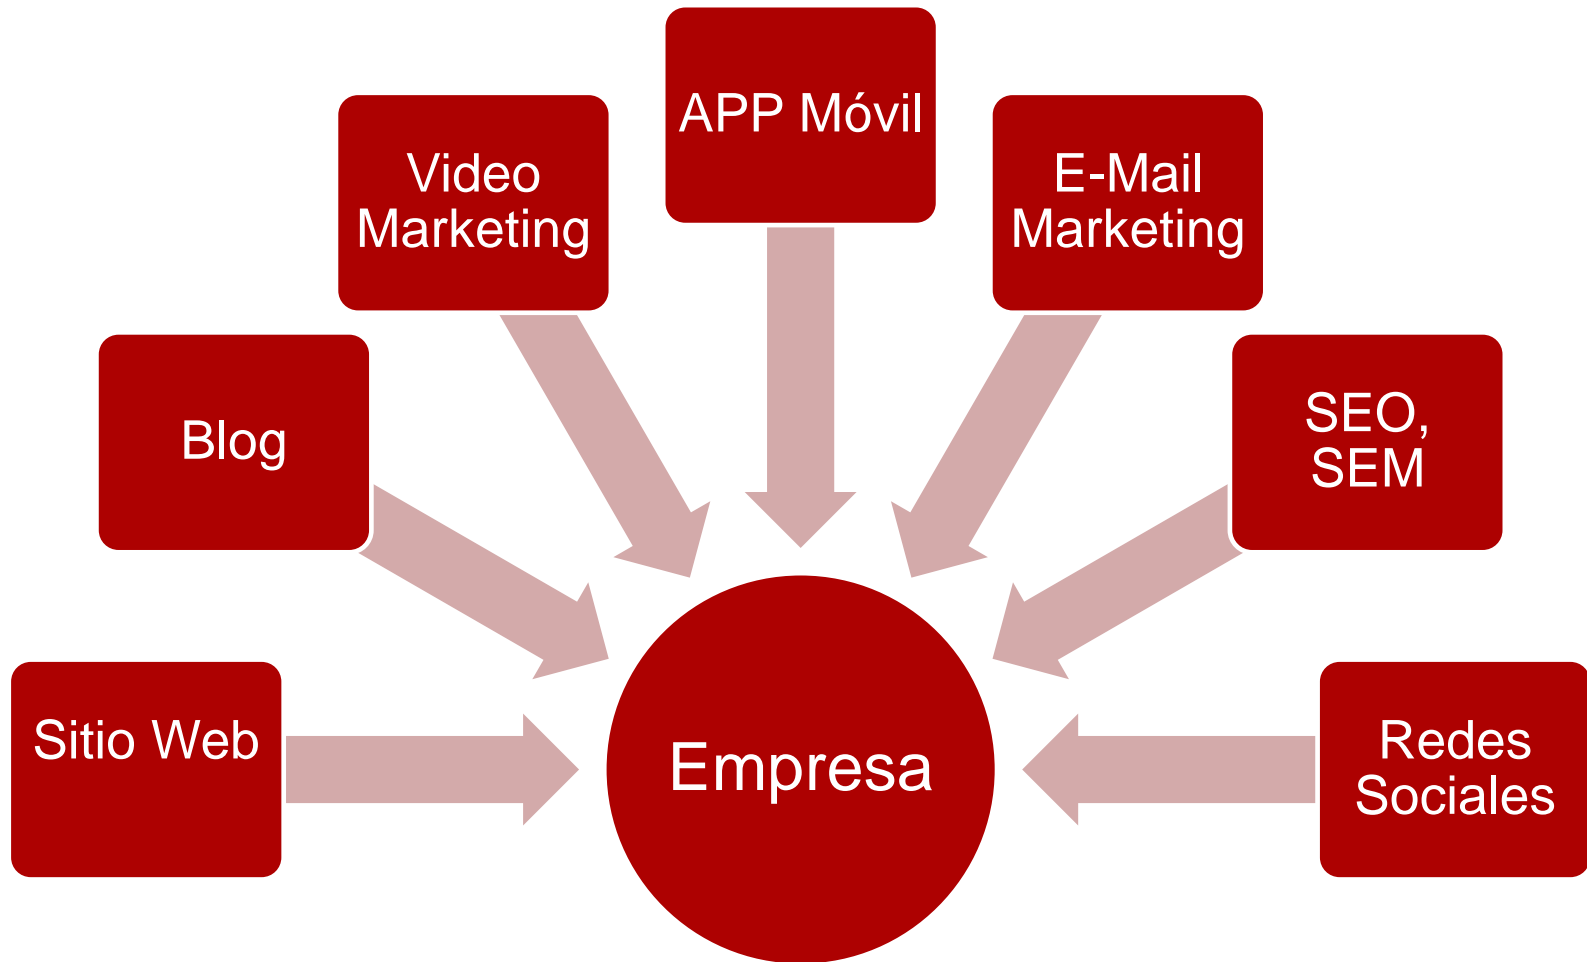 APP Móvil
Video
Marketing
E-Mail
Marketing
Blog
SEO,
SEM
Sitio Web
Empresa
Redes
Sociales